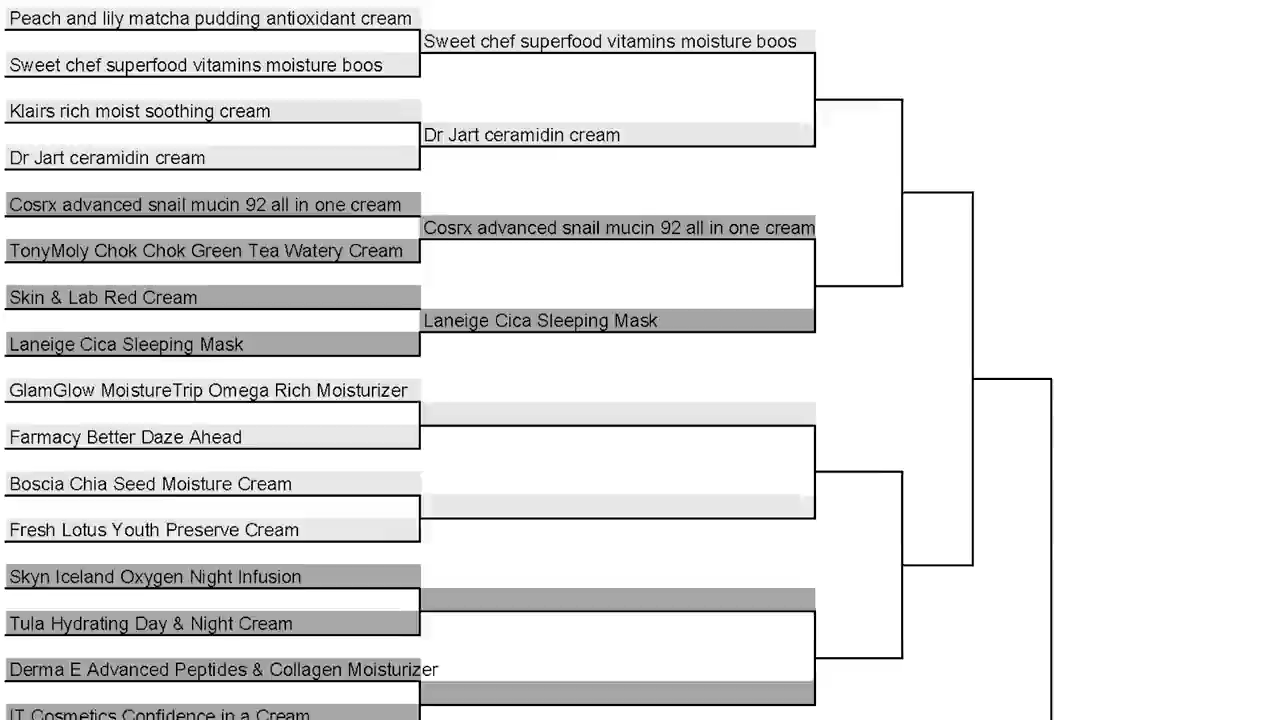 Peach and lily matcha pudding antioxidant cream
Sweet chef superfood vitamins moisture boos
Sweet chef superfood vitamins moisture boos
Klairs rich moist soothing cream
Dr Jart ceramidin cream
Dr Jart ceramidin cream
Cosrx advanced snail mucin 92 all in one cream
Cosrx advanced snail mucin 92 all in one cream
TonyMoly Chok Chok Green Tea Watery Cream
Skin & Lab Red Cream
Laneige Cica Sleeping Mask
Laneige Cica Sleeping Mask
GlamGlow MoistureTrip Omega Rich Moisturizer
Farmacy Better Daze Ahead
Boscia Chia Seed Moisture Cream
Fresh Lotus Youth Preserve Cream
Skyn Iceland Oxygen Night Infusion
Tula Hydrating Day & Night Cream
Derma E Advanced Peptides & Collagen Moisturizer
IT Cosmetics Confidence in a Cream